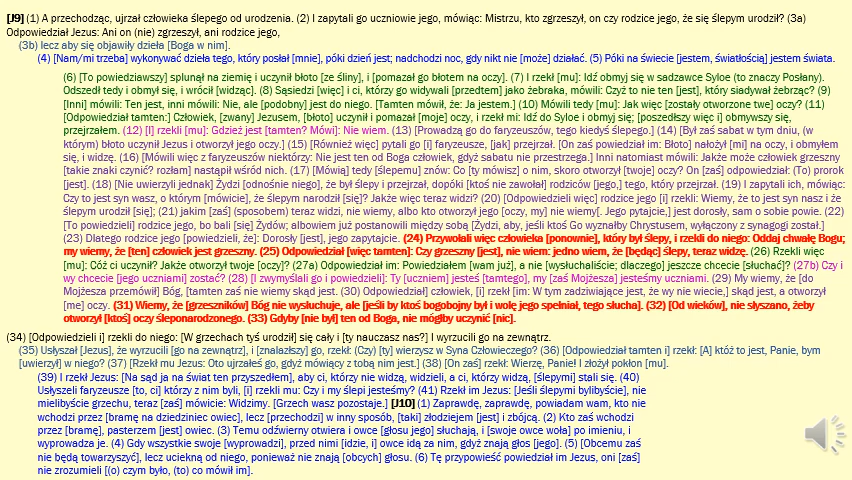 [J9] (1) A przechodząc, ujrzał człowieka ślepego od urodzenia. (2) I zapytali go uczniowie jego, mówiąc: Mistrzu, kto zgrzeszył, on czy rodzice jego, że się ślepym urodził? (3a)
Odpowiedział Jezus: Ani on (nie) zgrzeszył, ani rodzice jego,
(3b) lecz aby się objawiły dzieła [Boga w nim].
(4) [Nam/mi trzeba] wykonywać dzieła tego, który posłał [mnie], póki dzień jest; nadchodzi noc, gdy nikt nie [może] działać. (5) Póki na świecie [jestem, światłością] jestem świata.
(6) [To powiedziawszy] splunął na ziemię i uczynił błoto [ze śliny], i [pomazał go błotem na oczy]. (7) I rzekł [mu]: Idź obmyj się w sadzawce Syloe (to znaczy Posłany).
Odszedł tedy i obmył się, i wrócił [widząc]. (8) Sąsiedzi [więc] i ci, którzy go widywali [przedtem] jako żebraka, mówili: Czyż to nie ten [jest], który siadywał żebrząc? (9)
[Inni] mówili: Ten jest, inni mówili: Nie, ale [podobny] jest do niego. [Tamten mówił, że: Ja jestem.] (10) Mówili tedy [mu]: Jak więc [zostały otworzone twe] oczy? (11)
[Odpowiedział tamten:] Człowiek, [zwany] Jezusem, [błoto] uczynił i pomazał [moje] oczy, i rzekł mi: Idź do Syloe i obmyj się; [poszedłszy więc i] obmywszy się,
przejrzałem. (12) [I] rzekli [mu]: Gdzież jest [tamten? Mówi]: Nie wiem. (13) [Prowadzą go do faryzeuszów, tego kiedyś ślepego.] (14) [Był zaś sabat w tym dniu, (w
którym) błoto uczynił Jezus i otworzył jego oczy.] (15) [Również więc] pytali go [i] faryzeusze, [jak] przejrzał. [On zaś powiedział im: Błoto] nałożył [mi] na oczy, i obmyłem
się, i widzę. (16) [Mówili więc z faryzeuszów niektórzy: Nie jest ten od Boga człowiek, gdyż sabatu nie przestrzega.] Inni natomiast mówili: Jakże może człowiek grzeszny
[takie znaki czynić? rozłam] nastąpił wśród nich. (17) [Mówią] tedy [ślepemu] znów: Co [ty mówisz] o nim, skoro otworzył [twoje] oczy? On [zaś] odpowiedział: (To) prorok
[jest]. (18) [Nie uwierzyli jednak] Żydzi [odnośnie niego], że był ślepy i przejrzał, dopóki [ktoś nie zawołał] rodziców [jego,] tego, który przejrzał. (19) I zapytali ich, mówiąc:
Czy to jest syn wasz, o którym [mówicie], że ślepym narodził [się]? Jakże więc teraz widzi? (20) [Odpowiedzieli więc] rodzice jego [i] rzekli: Wiemy, że to jest syn nasz i że
ślepym urodził [się]; (21) jakim [zaś] (sposobem) teraz widzi, nie wiemy, albo kto otworzył jego [oczy, my] nie wiemy[. Jego pytajcie,] jest dorosły, sam o sobie powie. (22)
[To powiedzieli] rodzice jego, bo bali [się] Żydów; albowiem już postanowili między sobą [Żydzi, aby, jeśli ktoś Go wyznałby Chrystusem, wyłączony z synagogi został.]
(23) Dlatego rodzice jego [powiedzieli, że]: Dorosły [jest], jego zapytajcie. (24) Przywołali więc człowieka [ponownie], który był ślepy, i rzekli do niego: Oddaj chwałę Bogu;
my wiemy, że [ten] człowiek jest grzeszny. (25) Odpowiedział [więc tamten]: Czy grzeszny [jest], nie wiem: jedno wiem, że [będąc] ślepy, teraz widzę. (26) Rzekli więc
[mu]: Cóż ci uczynił? Jakże otworzył twoje [oczy]? (27a) Odpowiedział im: Powiedziałem [wam już], a nie [wysłuchaliście; dlaczego] jeszcze chcecie [słuchać]? (27b) Czy i
wy chcecie [jego uczniami] zostać? (28) [I zwymyślali go i powiedzieli]: Ty [uczniem] jesteś [tamtego], my [zaś Mojżesza] jesteśmy uczniami. (29) My wiemy, że [do
Mojżesza przemówił] Bóg, [tamten zaś nie wiemy skąd jest. (30) Odpowiedział] człowiek, [i] rzekł [im: W tym zadziwiające jest, że wy nie wiecie,] skąd jest, a otworzył
[me] oczy. (31) Wiemy, że [grzeszników] Bóg nie wysłuchuje, ale [jeśli by ktoś bogobojny był i wolę jego spełniał, tego słucha]. (32) [Od wieków], nie słyszano, żeby
otworzył [ktoś] oczy śleponarodzonego. (33) Gdyby [nie był] ten od Boga, nie mógłby uczynić [nic].
(34) [Odpowiedzieli i] rzekli do niego: [W grzechach tyś urodził] się cały i [ty nauczasz nas?] I wyrzucili go na zewnątrz.
(35) Usłyszał [Jezus], że wyrzucili [go na zewnątrz], i [znalazłszy] go, rzekł: (Czy) [ty] wierzysz w Syna Człowieczego? (36) [Odpowiedział tamten i] rzekł: [A] któż to jest, Panie, bym
[uwierzył] w niego? (37) [Rzekł mu Jezus: Oto ujrzałeś go, gdyż mówiący z tobą nim jest.] (38) [On zaś] rzekł: Wierzę, Panie! I złożył pokłon [mu].
(39) I rzekł Jezus: [Na sąd ja na świat ten przyszedłem], aby ci, którzy nie widzą, widzieli, a ci, którzy widzą, [ślepymi] stali się. (40)
Usłyszeli faryzeusze [to, ci] którzy z nim byli, [i] rzekli mu: Czy i my ślepi jesteśmy? (41) Rzekł im Jezus: [Jeśli ślepymi bylibyście], nie
mielibyście grzechu, teraz [zaś] mówicie: Widzimy. [Grzech wasz pozostaje.] [J10] (1) Zaprawdę, zaprawdę, powiadam wam, kto nie
wchodzi przez [bramę na dziedziniec owiec], lecz [przechodzi] w inny sposób, [taki] złodziejem [jest] i zbójcą. (2) Kto zaś wchodzi
przez [bramę], pasterzem [jest] owiec. (3) Temu odźwierny otwiera i owce [głosu jego] słuchają, i [swoje owce woła] po imieniu, i
wyprowadza je. (4) Gdy wszystkie swoje [wyprowadzi], przed nimi [idzie, i] owce idą za nim, gdyż znają głos [jego]. (5) [Obcemu zaś
nie będą towarzyszyć], lecz uciekną od niego, ponieważ nie znają [obcych] głosu. (6) Tę przypowieść powiedział im Jezus, oni [zaś]
nie zrozumieli [(o) czym było, (to) co mówił im].